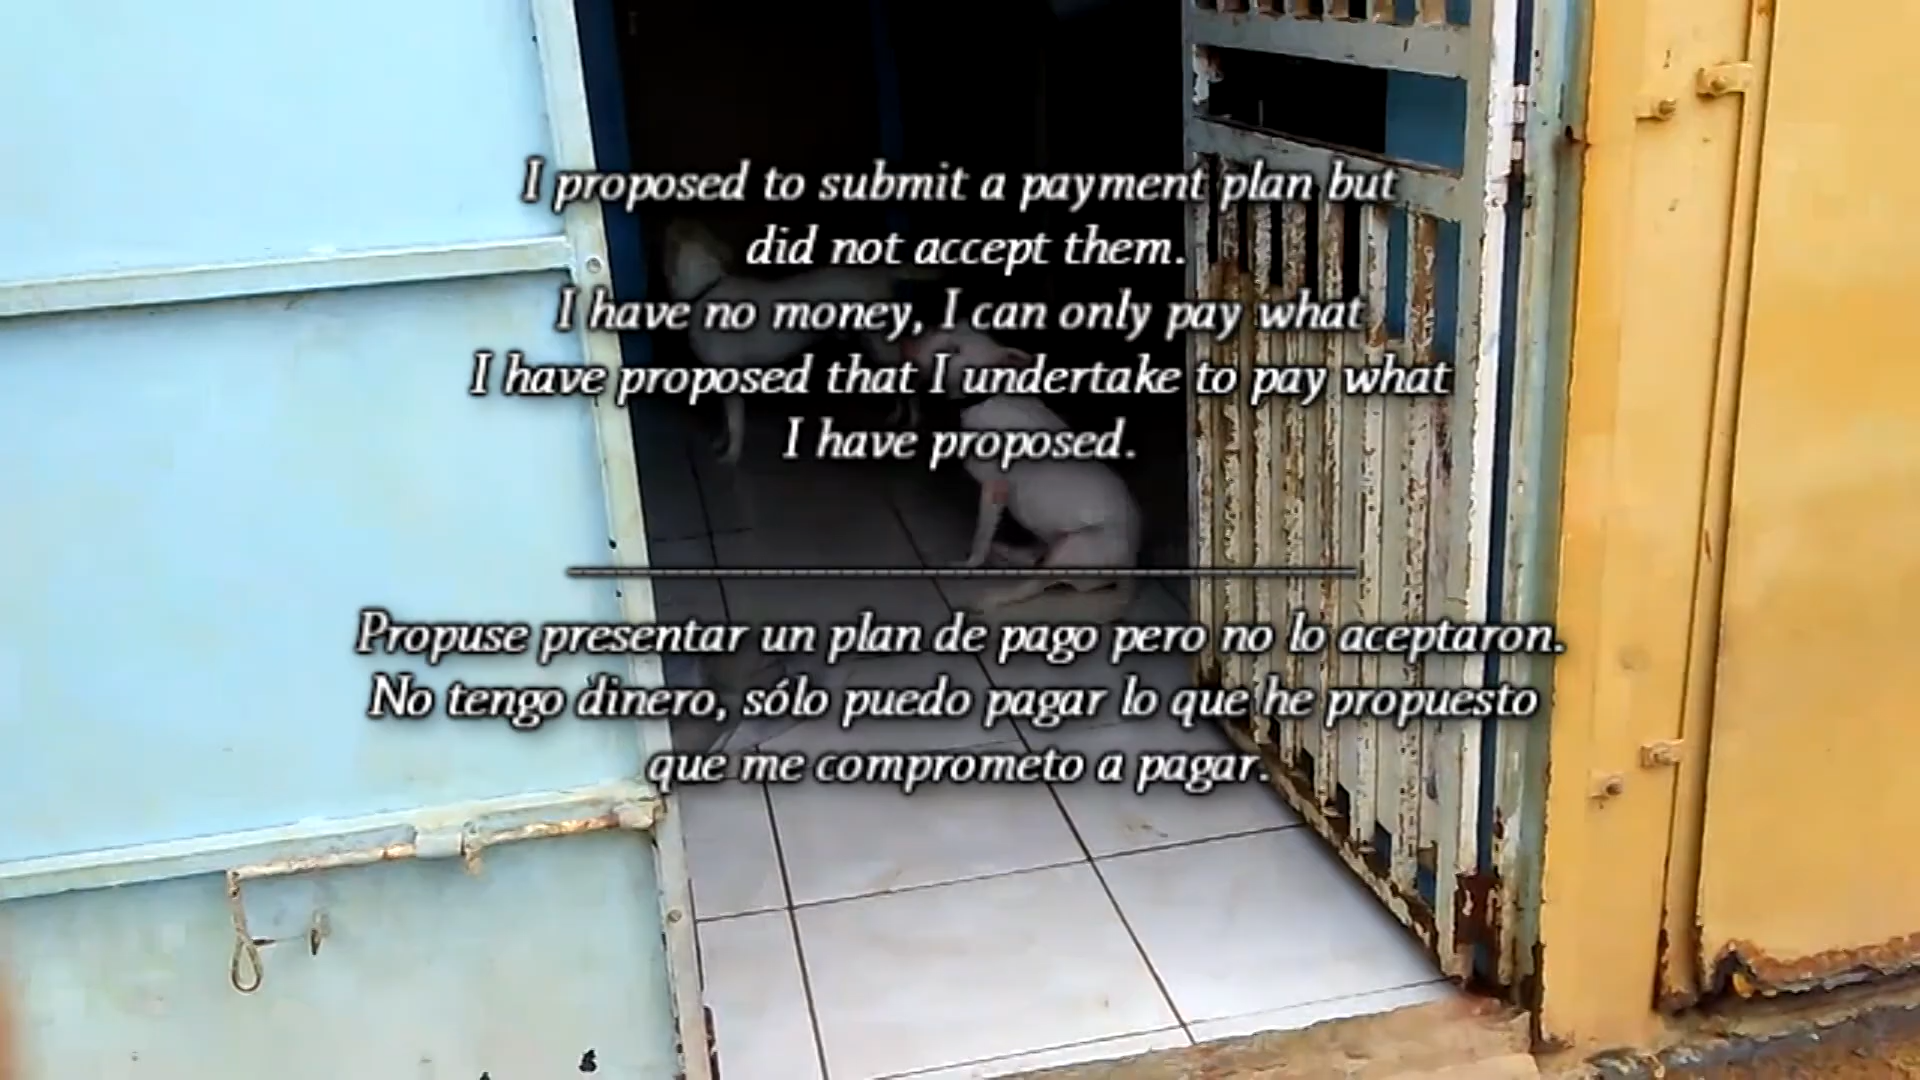 I proposed to submit a payment plan but
did not accept them.
I have no money, I can only pay what
I have proposed that I undertake to pay what
I have proposed.
Propuse presentar un plan de pago pero no lo aceptaron.
No tengo dinero, sólo puedo pagar lo que he propuesto
que me comprometo a pagar.